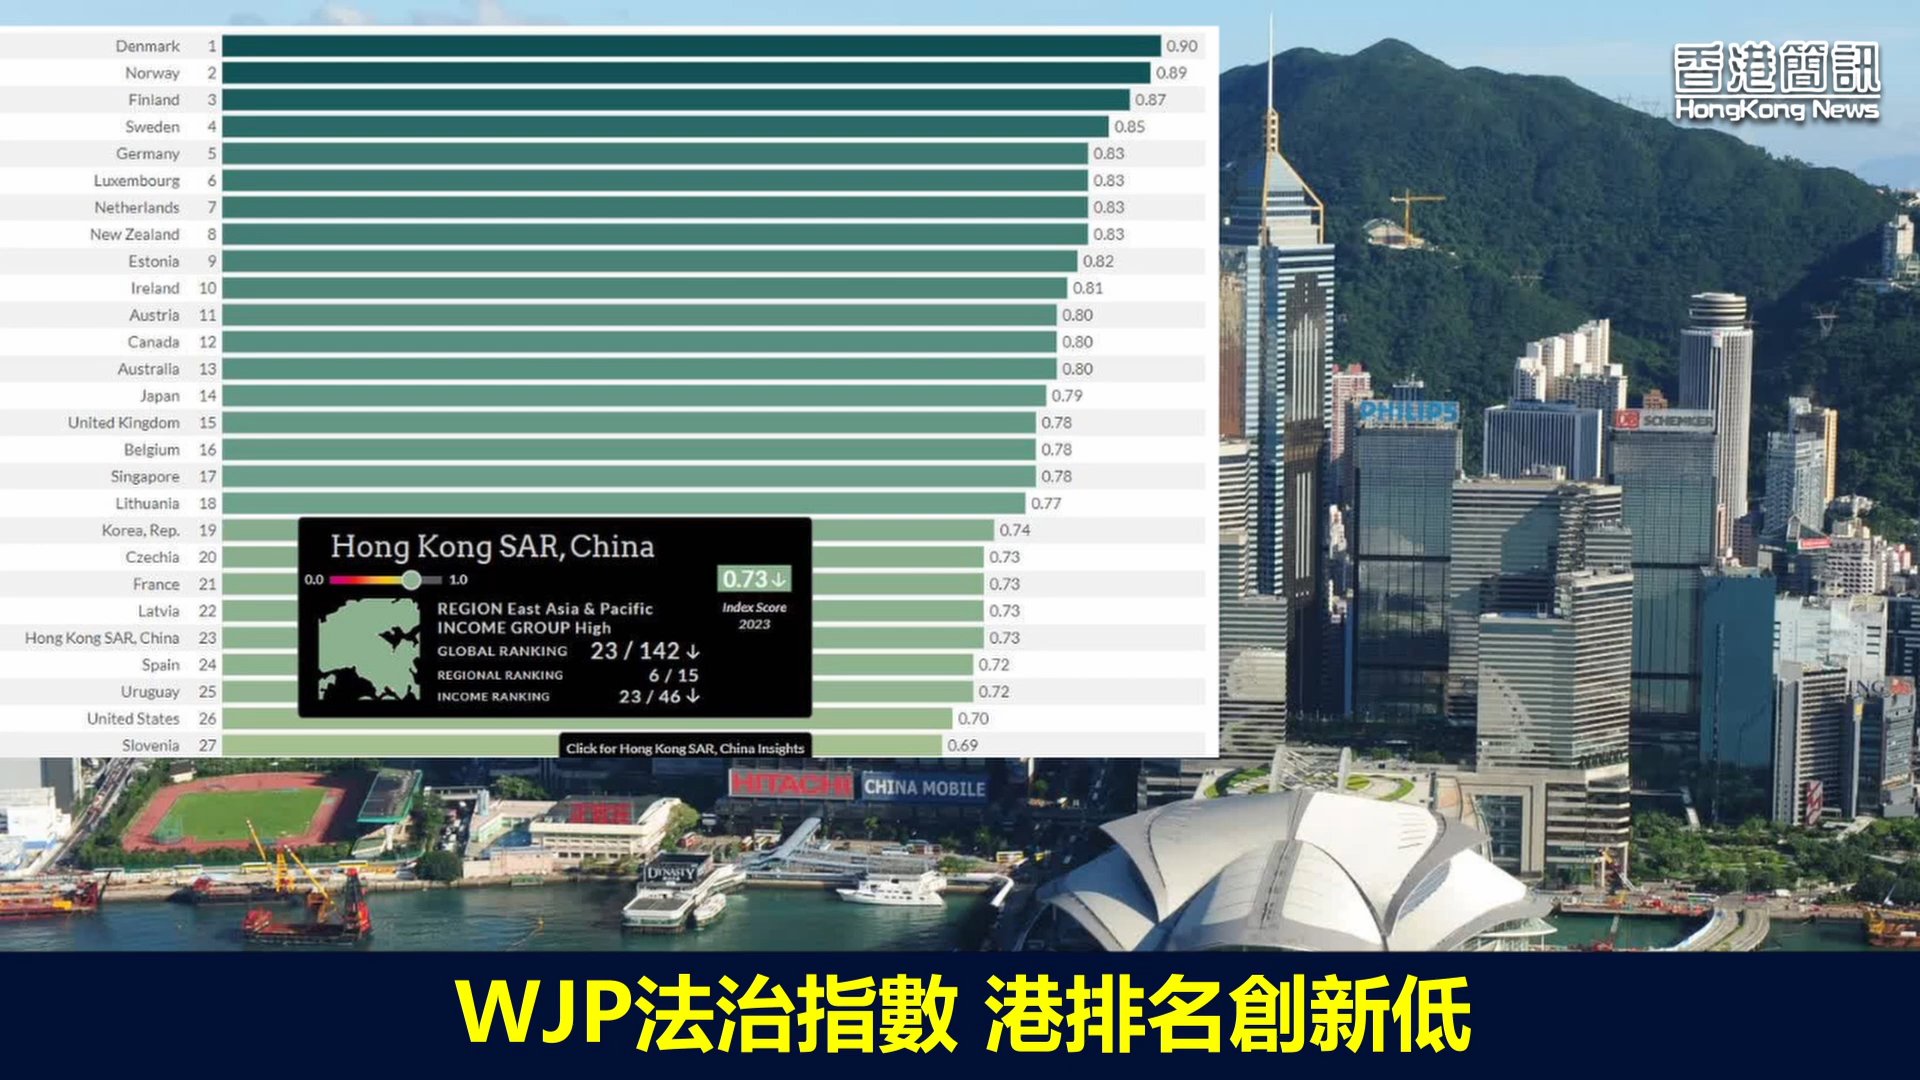 Denmark 1 0.90
Norway 2 0.89
Finland 3 0.87
Sweden 4 0.85
Germany 5 0.83
Luxembourg 6 0.83
Netherlands 7 0.83
New Zealand 8 0.83
Estonia 9 0.82
Ireland 10 0.81
Austria 11 0.80
Canada 12 0.80
Australia 13 0.80
Japan 14 0.79
United Kingdom 15 0.78
Belgium 16 0.78
Singapore 17 0.78
Lithuania 18 0.77
Korea, Rep. 19 0.74
Czechia 20 0.73
France 21 0.73
Latvia 22 0.73
Hong Kong SAR, China 23 0.73
Spain 24 0.72
Uruguay 25 0.72
United States 26 0.70
Slovenia 27 0.69
Hong Kong SAR, China
0.0 1.0
0.73↓
Index Score
2023
REGION East Asia & Pacific
INCOME GROUP High
GLOBAL RANKING 23 / 142 ↓
REGIONAL RANKING 6 / 15
INCOME RANKING 23 / 46 ↓
Click for Hong Kong SAR, China Insights
香港簡訊
HongKong News
PHILIPS
DB SCHENKER
ING
HITACHI
CHINA MOBILE
DYNASTY
WJP法治指數 港排名創新低